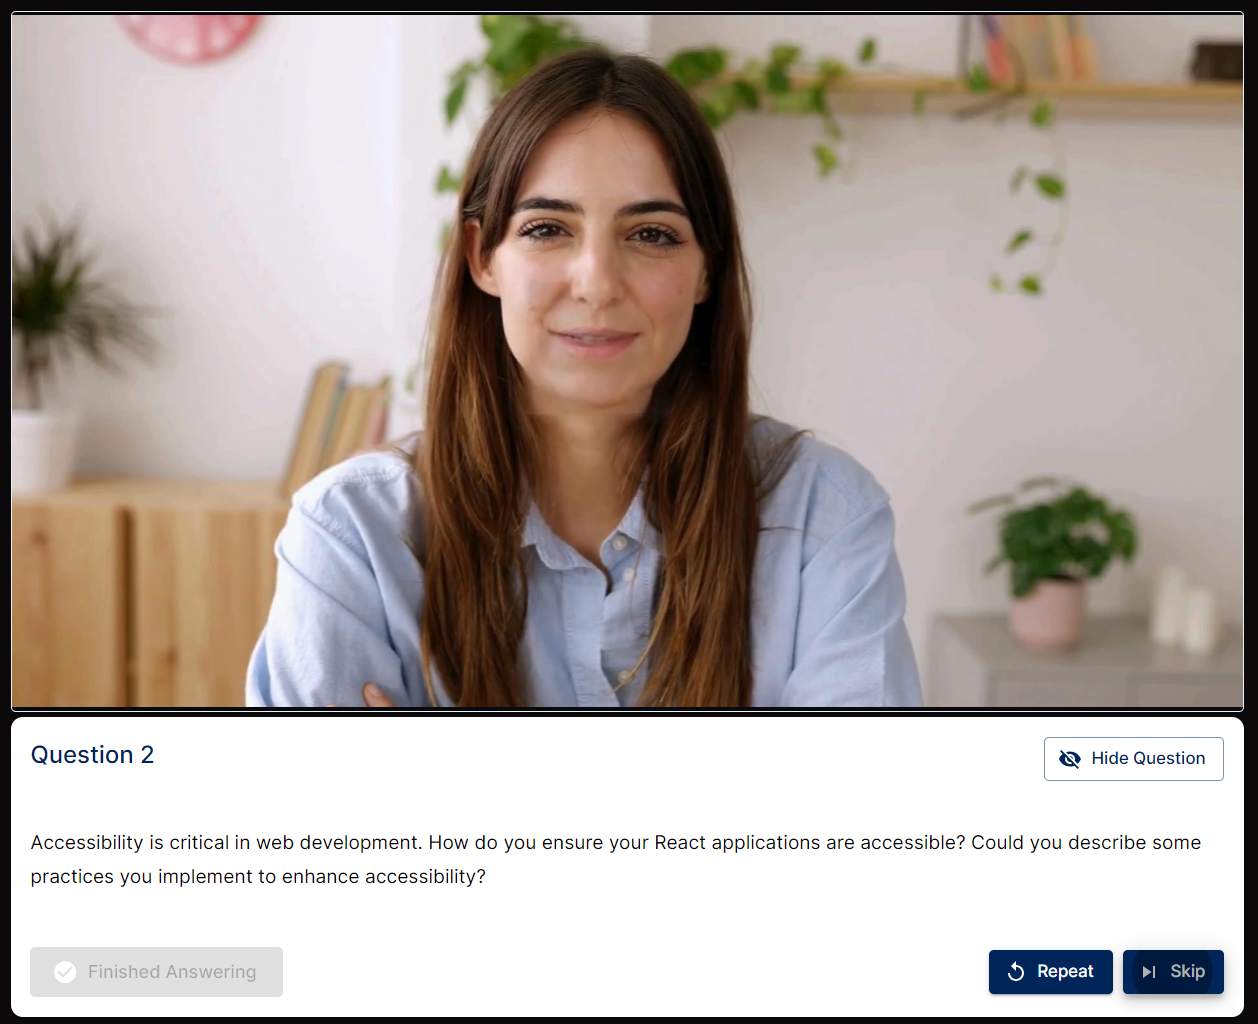 Question 2
Hide Question
Accessibility is critical in web development. How do you ensure your React applications are accessible? Could you describe some
practices you implement to enhance accessibility?
Finished Answering
Repeat
Skip